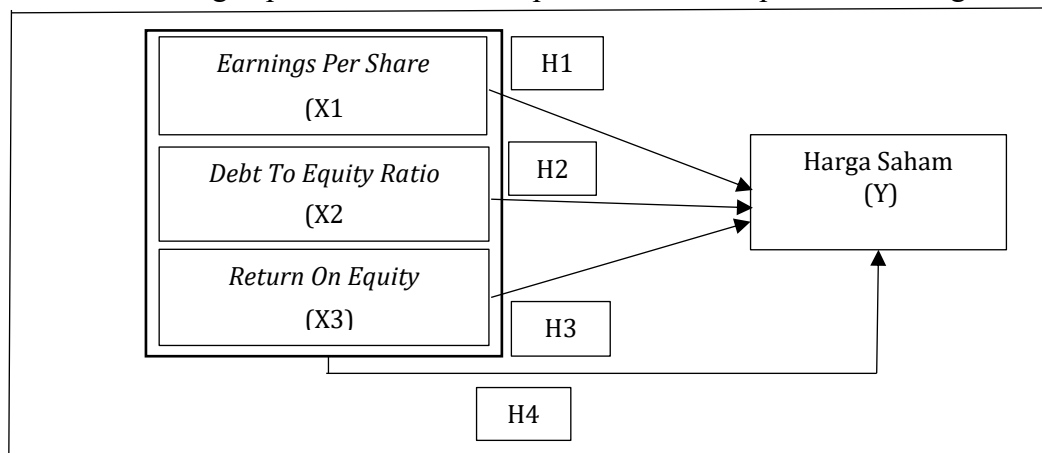 Earnings Per Share
(X1
H1
Debt To Equity Ratio
(X2
H2
Return On Equity
(X3)
H3
Harga Saham
(Y)
H4